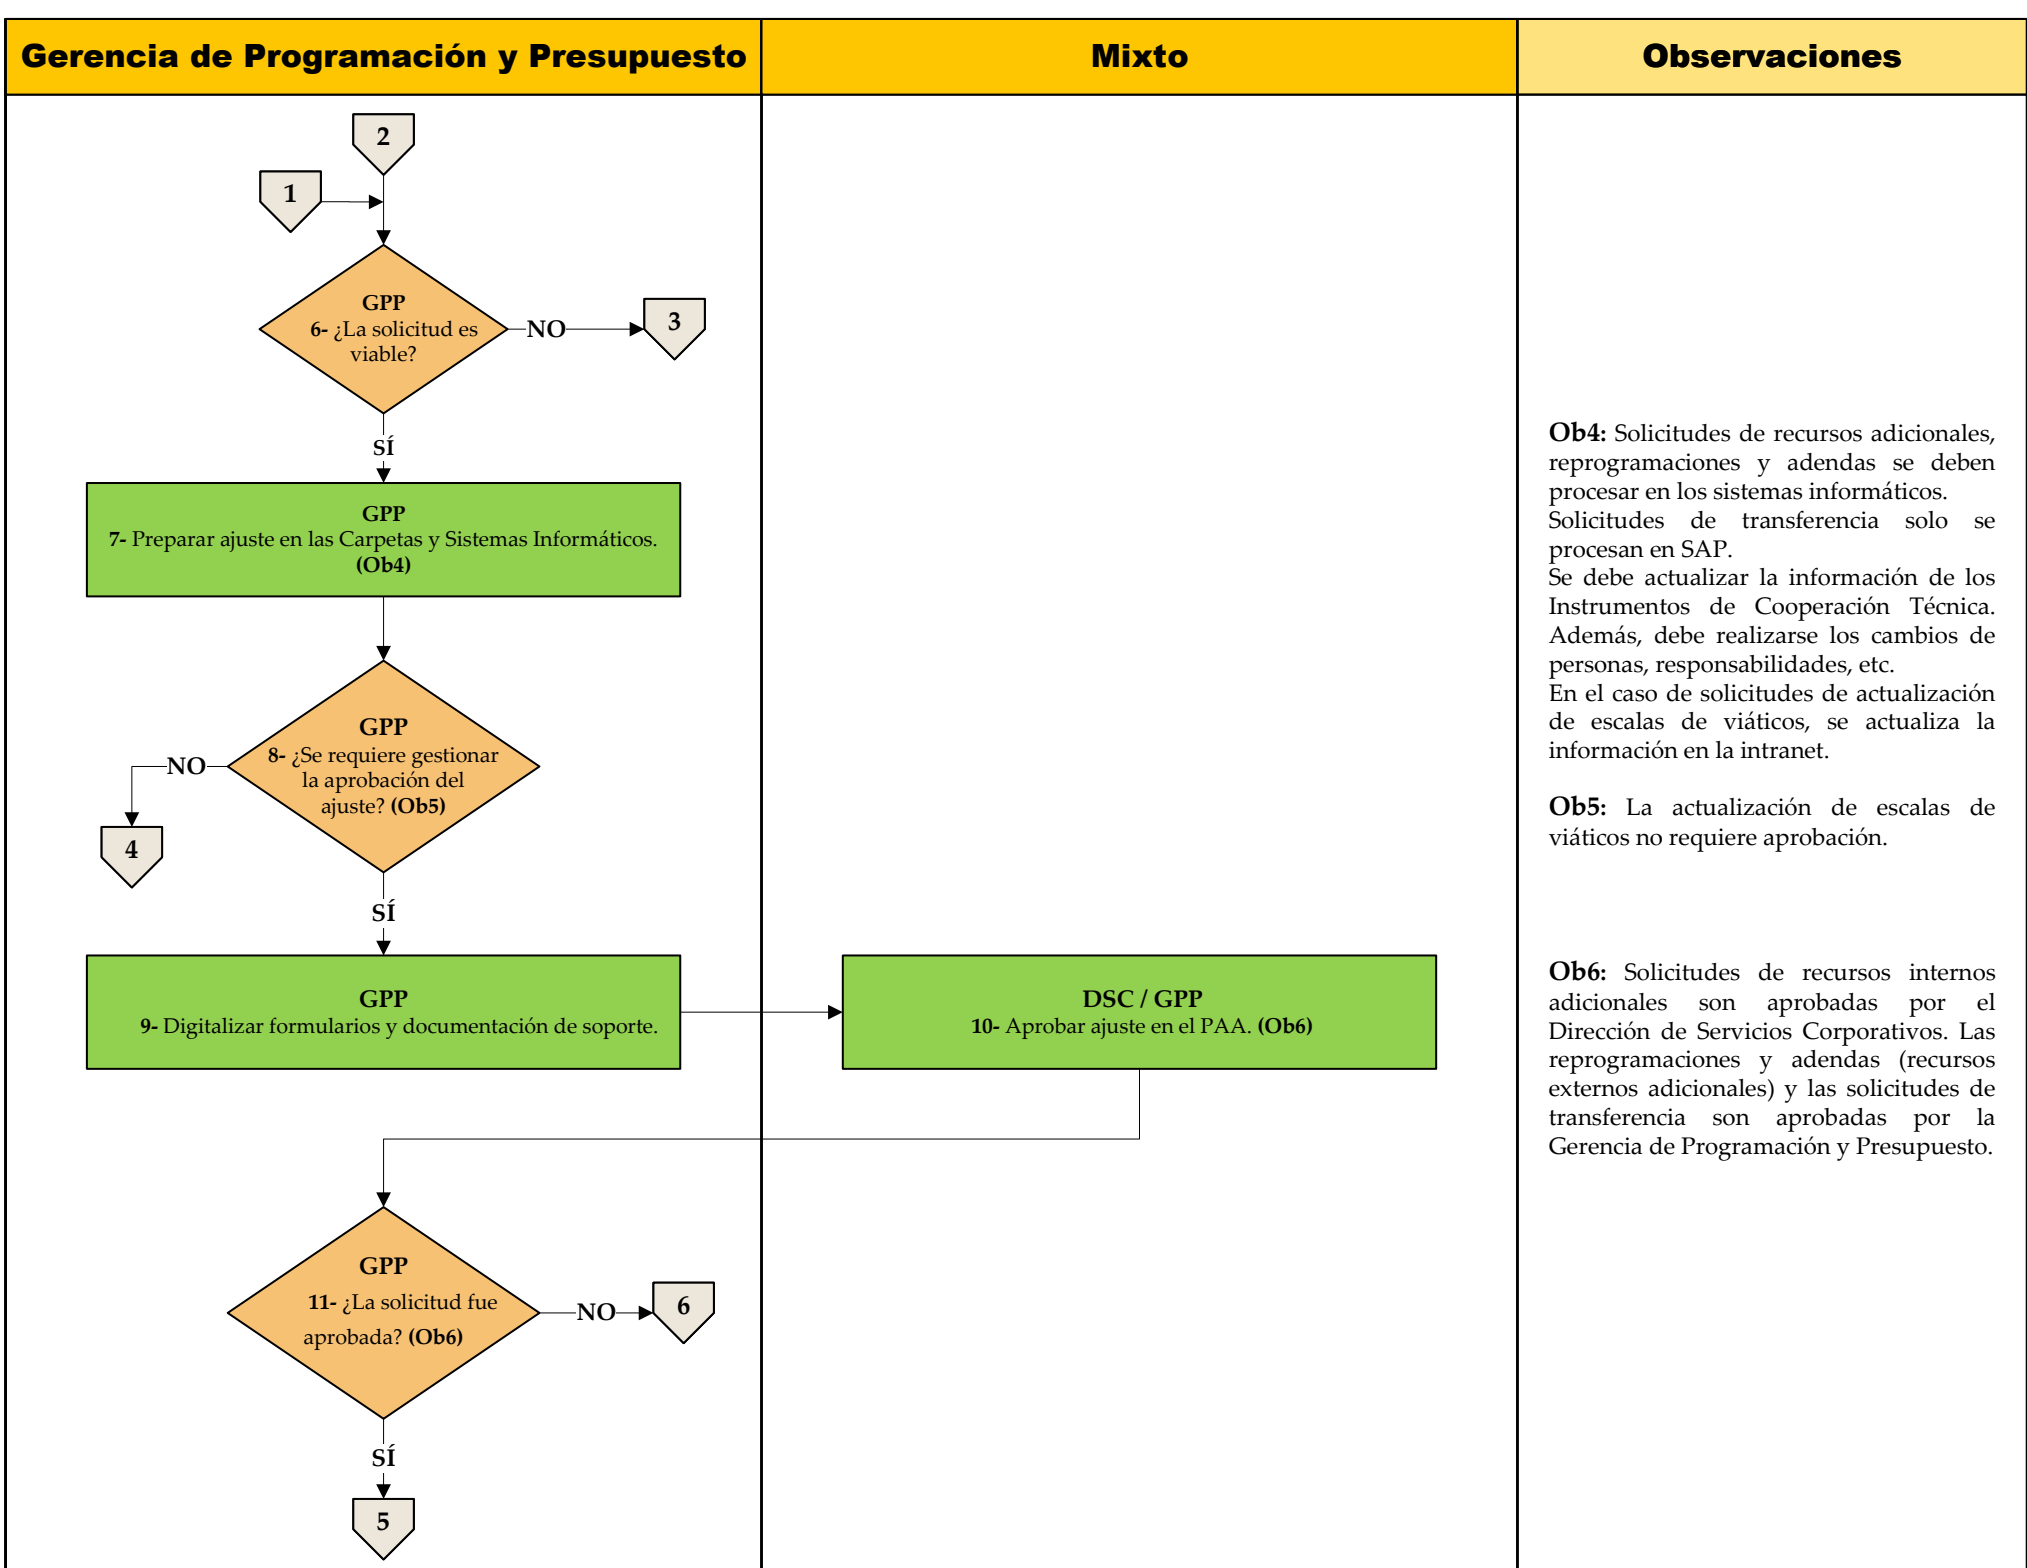 Gerencia de Programación y Presupuesto
Mixto
Observaciones
2
1
GPP
6- ¿La solicitud es
viable?
NO
3
SÍ
GPP
7- Preparar ajuste en las Carpetas y Sistemas Informáticos.
(Ob4)
GPP
8- ¿Se requiere gestionar
la aprobación del
ajuste? (Ob5)
NO
4
SÍ
GPP
9- Digitalizar formularios y documentación de soporte.
DSC / GPP
10- Aprobar ajuste en el PAA. (Ob6)
GPP
11- ¿La solicitud fue
aprobada? (Ob6)
NO
6
SÍ
5
Ob4: Solicitudes de recursos adicionales,
reprogramaciones y adendas se deben
procesar en los sistemas informáticos.
Solicitudes de transferencia solo se
procesan en SAP.
Se debe actualizar la información de los
Instrumentos de Cooperación Técnica.
Además, debe realizarse los cambios de
personas, responsabilidades, etc.
En el caso de solicitudes de actualización
de escalas de viáticos, se actualiza la
información en la intranet.
Ob5: La actualización de escalas de
viáticos no requiere aprobación.
Ob6: Solicitudes de recursos internos
adicionales son aprobadas por el
Dirección de Servicios Corporativos. Las
reprogramaciones y adendas (recursos
externos adicionales) y las solicitudes de
transferencia son aprobadas por la
Gerencia de Programación y Presupuesto.